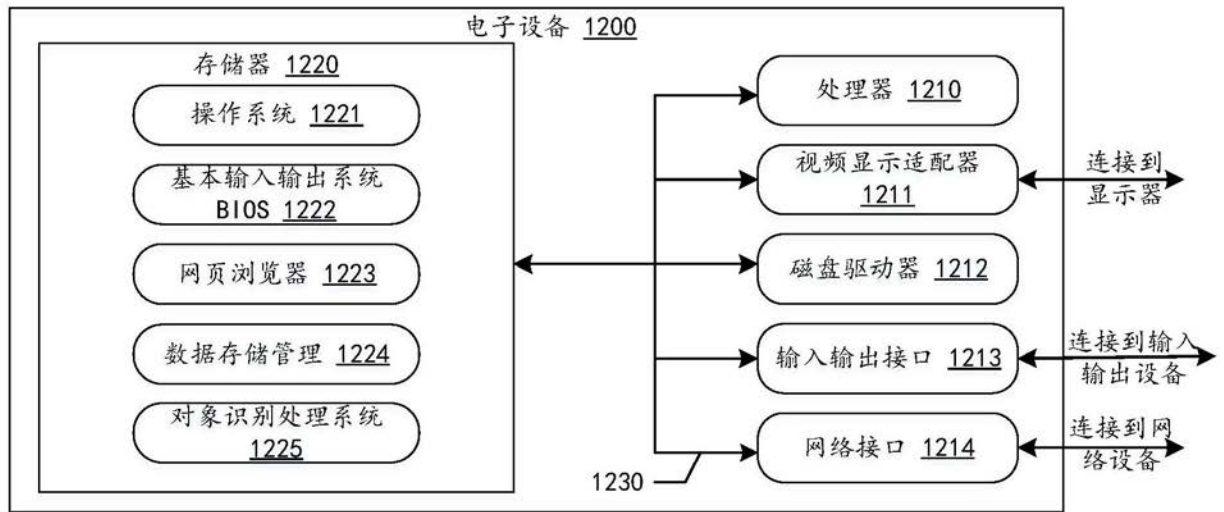 电子设备 1200
存储器 1220
操作系统 1221
基本输入输出系统
BIOS 1222
网页浏览器 1223
数据存储管理 1224
对象识别处理系统
1225
处理器 1210
视频显示适配器
1211
连接到
显示器
磁盘驱动器 1212
输入输出接口 1213
连接到输入
输出设备
网络接口 1214
连接到网
络设备
1230